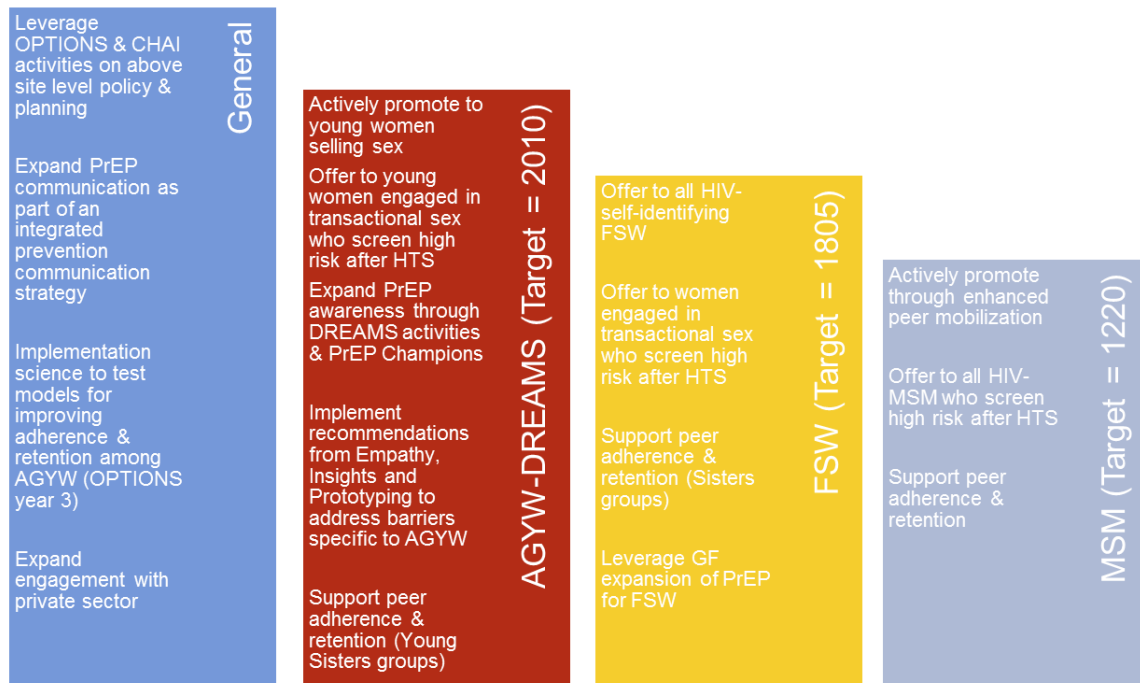 General
Leverage
OPTIONS & CHAI
activities on above
site level policy &
planning
Expand PrEP
communication as
part of an
integrated
prevention
communication
strategy
Implementation
science to test
models for
improving
adherence &
retention among
AGYW (OPTIONS
year 3)
Expand
engagement with
private sector
AGYW-DREAMS (Target = 2010)
Actively promote to
young women
selling sex
Offer to young
women engaged in
transactional sex
who screen high
risk after HTS
Expand PrEP
awareness through
DREAMS activities
& PrEP Champions
Implement
recommendations
from Empathy,
Insights and
Prototyping to
address barriers
specific to AGYW
Support peer
adherence &
retention (Young
Sisters groups)
FSW (Target = 1805)
Offer to all HIV-
self-identifying
FSW
Offer to women
engaged in
transactional sex
who screen high
risk after HTS
Support peer
adherence &
retention (Sisters
groups)
Leverage GF
expansion of PrEP
for FSW
MSM (Target = 1220)
Actively promote
through enhanced
peer mobilization
Offer to all HIV-
MSM who screen
high risk after HTS
Support peer
adherence &
retention